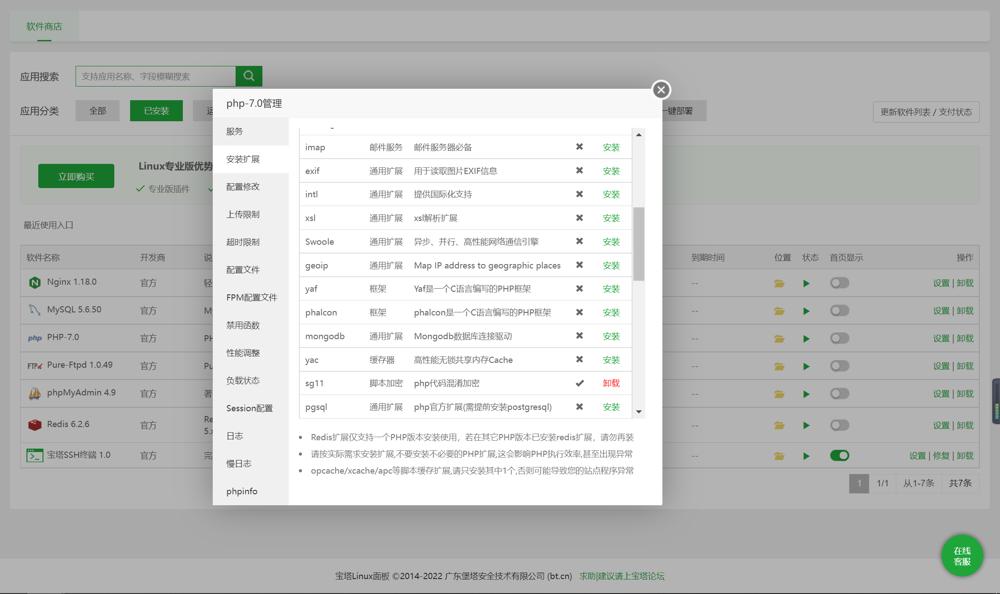 软件商店
应用搜索 支持应用名称、字段模糊搜索
应用分类 全部 已安装 运 一键部署 更新软件列表 / 支付状态
立即购买
Linux专业版优势
专业版插件
最近使用入口
软件名称 开发商 说 到期时间 位置 状态 首页显示 操作
Nginx 1.18.0 官方 轻 -- 设置 | 卸载
MySQL 5.6.50 官方 My -- 设置 | 卸载
php PHP-7.0 官方 PH -- 设置 | 卸载
FTPd Pure-Ftpd 1.0.49 官方 Pu -- 设置 | 卸载
phpMyAdmin 4.9 官方 著 -- 设置 | 卸载
Redis 6.2.6 官方 Re 5.x -- 设置 | 卸载
宝塔SSH终端 1.0 官方 完 -- 设置 | 修复 | 卸载
1 1/1 从1-7条 共7条
php-7.0管理
服务
安装扩展
配置修改
上传限制
超时限制
配置文件
FPM配置文件
禁用函数
性能调整
负载状态
Session配置
日志
慢日志
phpinfo
imap 邮件服务 邮件服务器必备 安装
exif 通用扩展 用于读取图片EXIF信息 安装
intl 通用扩展 提供国际化支持 安装
xsl 通用扩展 xsl解析扩展 安装
Swoole 通用扩展 异步、并行、高性能网络通信引擎 安装
geoip 通用扩展 Map IP address to geographic places 安装
yaf 框架 Yaf是一个C语言编写的PHP框架 安装
phalcon 框架 phalcon是一个C语言编写的PHP框架 安装
mongodb 通用扩展 Mongodb数据库连接驱动 安装
yac 缓存器 高性能无锁共享内存Cache 安装
sg11 脚本加密 php代码混淆加密 卸载
pgsql 通用扩展 php官方扩展(需提前安装postgresql) 安装
Redis扩展仅支持一个PHP版本安装使用，若在其它PHP版本已安装redis扩展，请勿再装
请按实际需求安装扩展,不要安装不必要的PHP扩展,这会影响PHP执行效率,甚至出现异常
opcache/xcache/apc等脚本缓存扩展,请只安装其中1个,否则可能导致您的站点程序异常
在线
客服
宝塔Linux面板 ©2014-2022 广东堡塔安全技术有限公司 (bt.cn) 求助|建议请上宝塔论坛